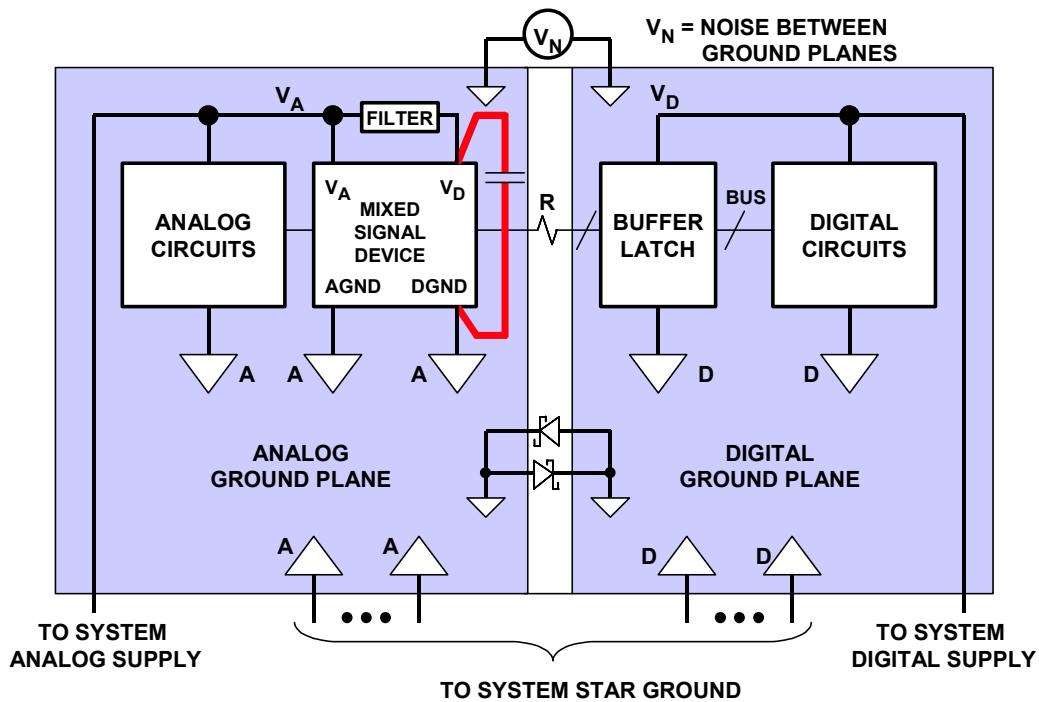 V_N
V_N = NOISE BETWEEN
GROUND PLANES
V_A
FILTER
V_D
ANALOG
CIRCUITS
V_A
V_D
MIXED
SIGNAL
DEVICE
AGND
DGND
R
BUFFER
LATCH
BUS
DIGITAL
CIRCUITS
A
A
A
D
D
ANALOG
GROUND PLANE
DIGITAL
GROUND PLANE
A
A
D
D
TO SYSTEM
ANALOG SUPPLY
TO SYSTEM
DIGITAL SUPPLY
TO SYSTEM STAR GROUND